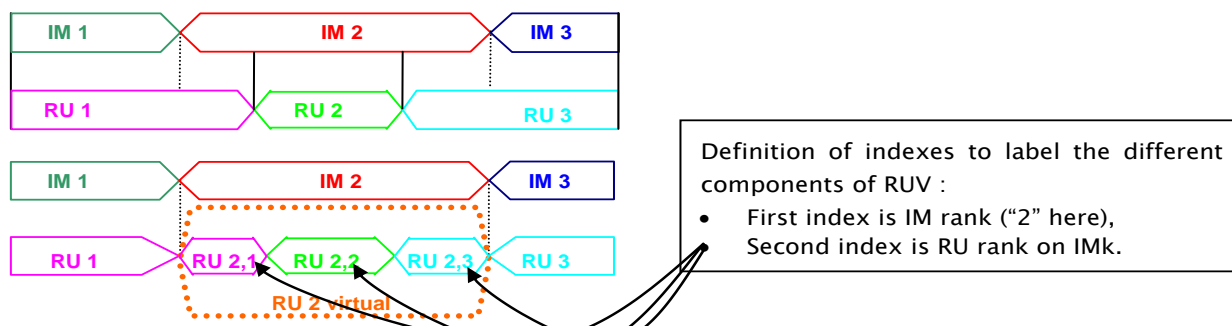 IM 1 IM 2 IM 3
RU 1 RU 2 RU 3
IM 1 IM 2 IM 3
RU 1 RU 2,1 RU 2,2 RU 2,3 RU 3
RU 2 virtual
Definition of indexes to label the different
components of RUV :
• First index is IM rank (“2” here),
• Second index is RU rank on IMk.